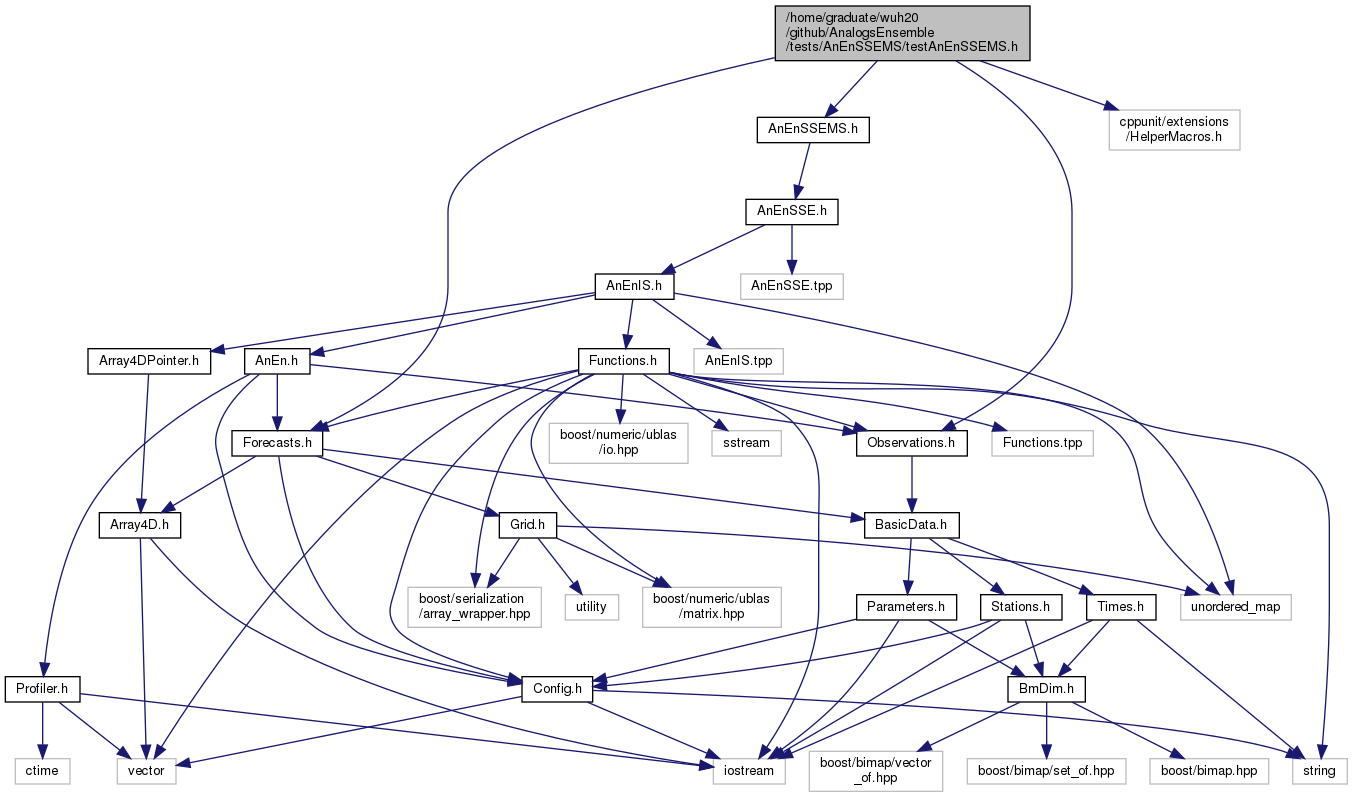 /home/graduate/wuh20
/github/AnalogsEnsemble
/tests/AnEnSSEMS/testAnEnSSEMS.h
AnEnSSEMS.h
cppunit/extensions
/HelperMacros.h
AnEnSSE.h
AnEnIS.h
AnEnSSE.tpp
Array4DPointer.h
AnEn.h
Functions.h
AnEnIS.tpp
Forecasts.h
boost/numeric/ublas
/io.hpp
sstream
Observations.h
Functions.tpp
Array4D.h
Grid.h
BasicData.h
boost/serialization
/array_wrapper.hpp
utility
boost/numeric/ublas
/matrix.hpp
Parameters.h
Stations.h
Times.h
unordered_map
Profiler.h
Config.h
BmDim.h
ctime
vector
iostream
boost/bimap/vector
_of.hpp
boost/bimap/set_of.hpp
boost/bimap.hpp
string